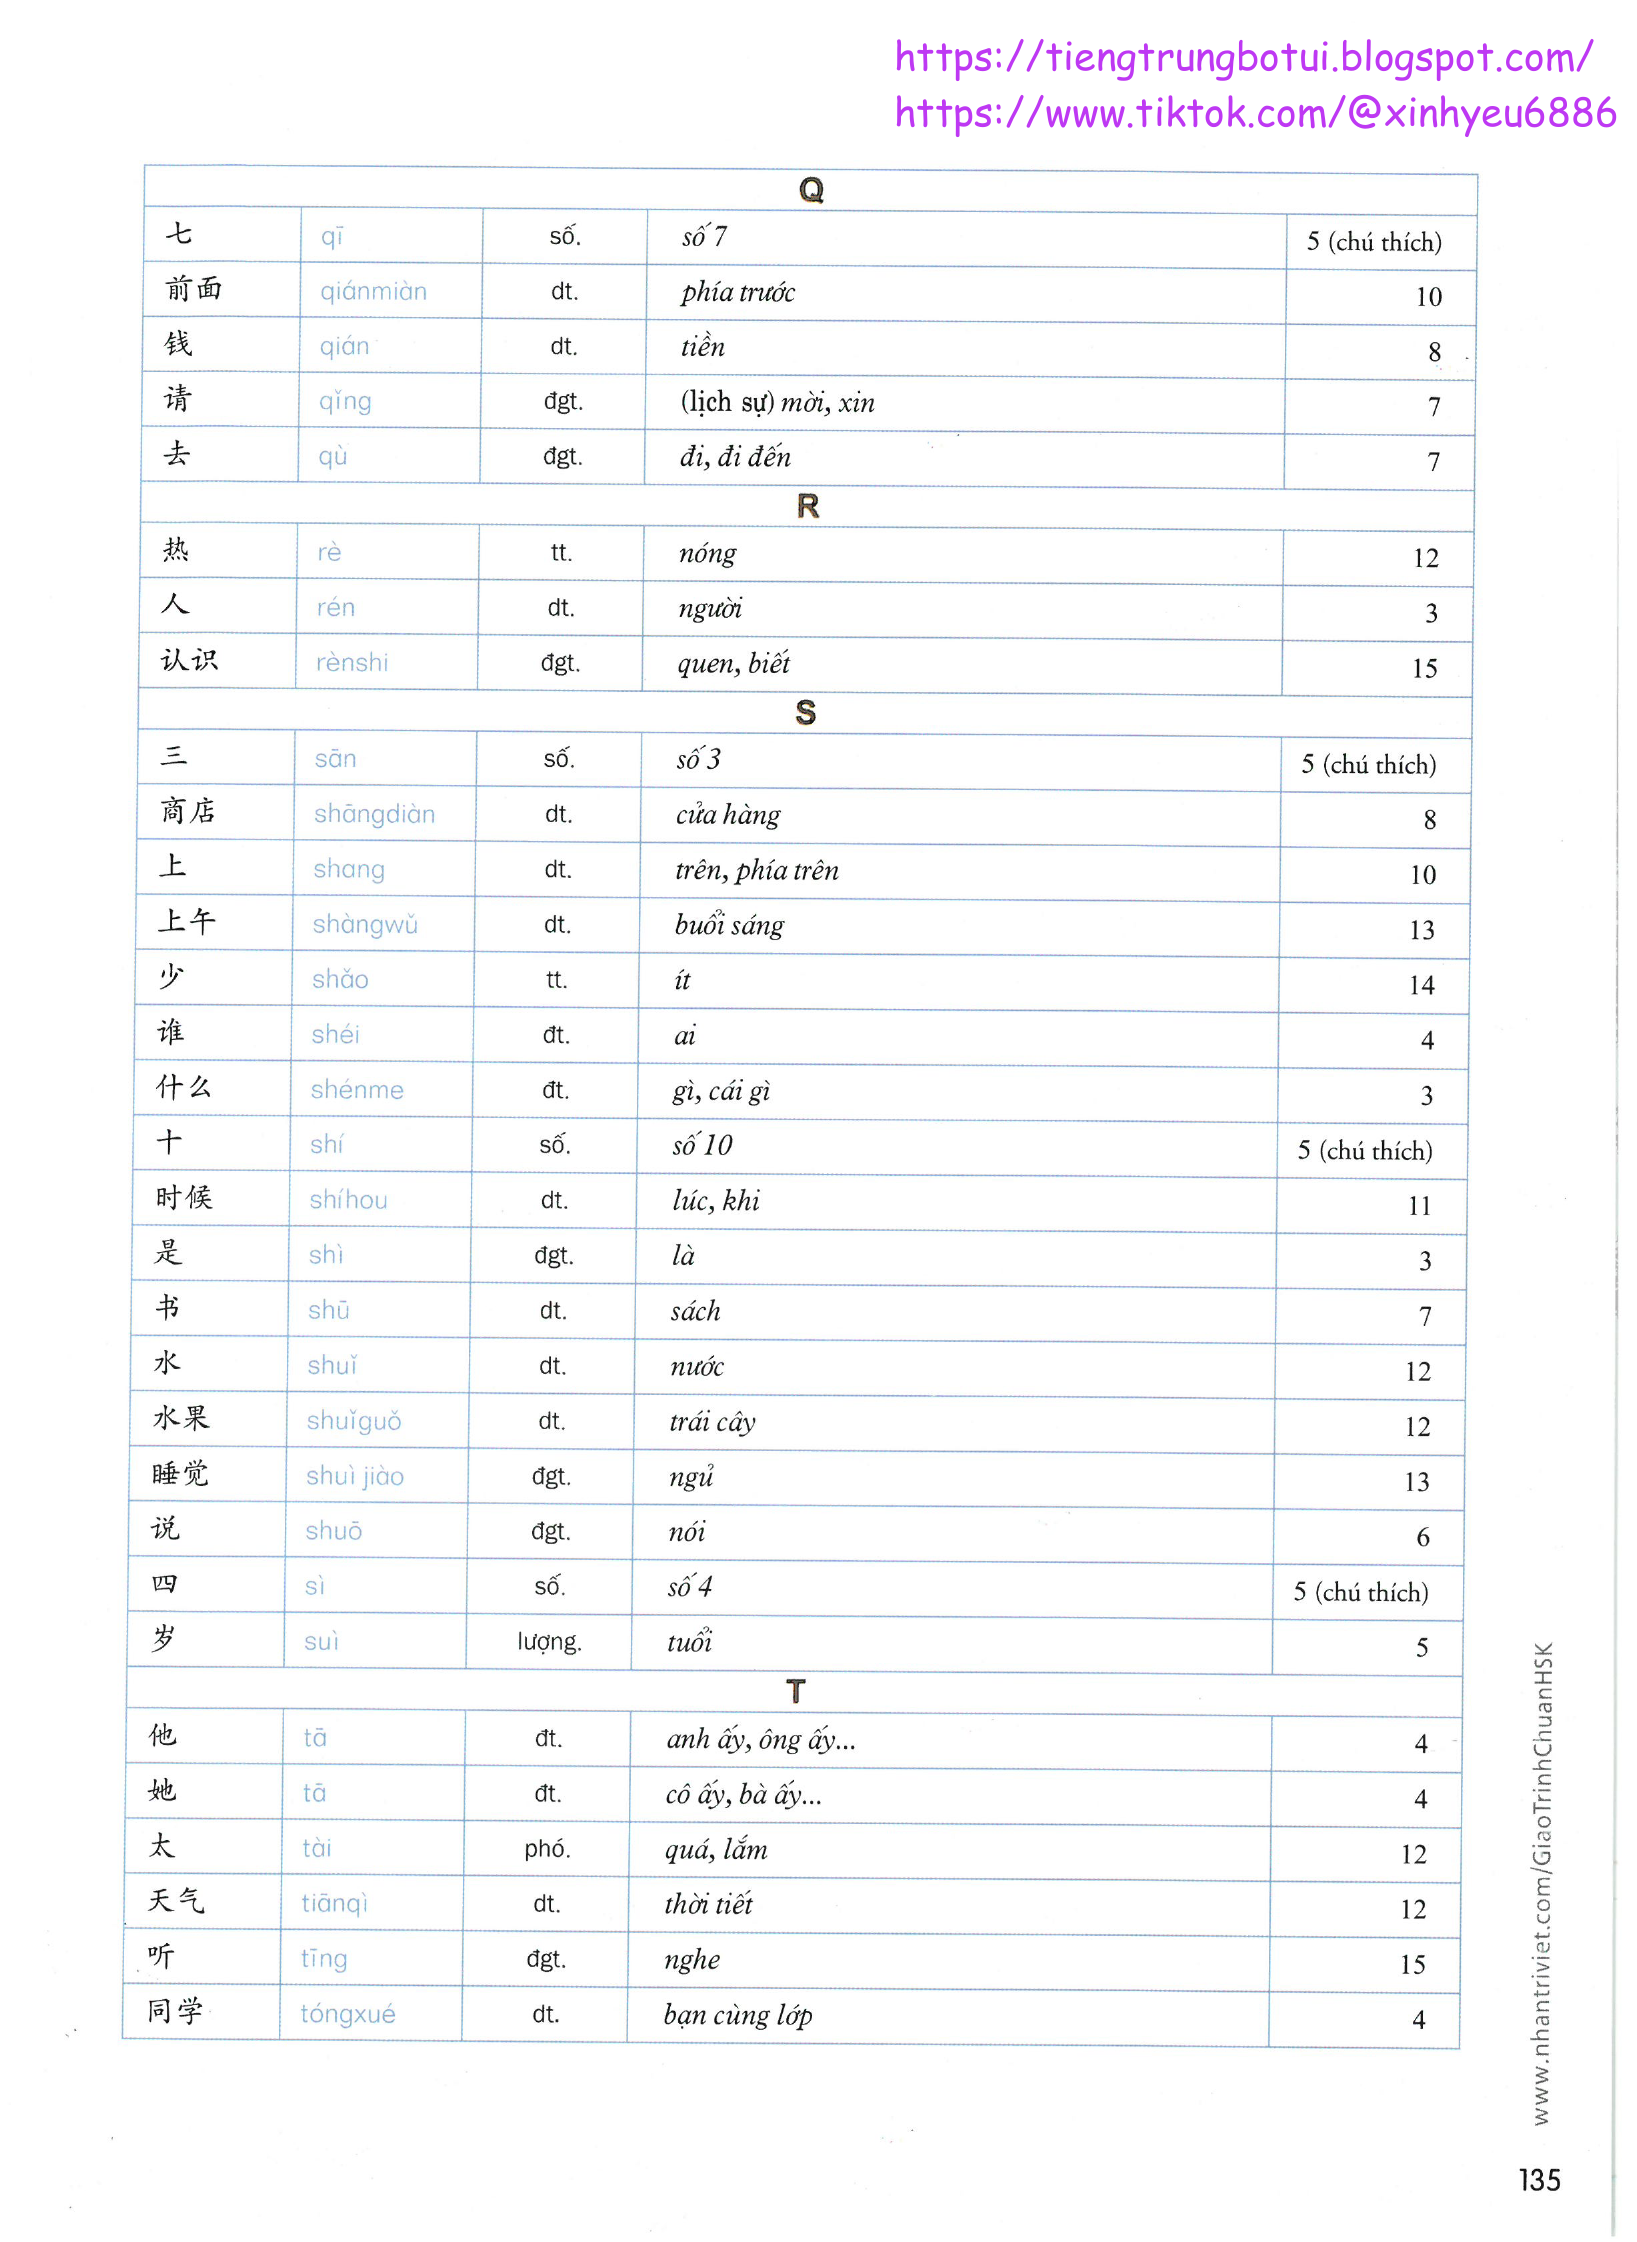 https://tiengtrungbotui.blogspot.com/
https://www.tiktok.com/@xinhyeu6886
Q
七 qī số. số 7 5 (chú thích)
前面 qiánmiàn dt. phía trước 10
钱 qián dt. tiền 8
请 qǐng đgt. (lịch sự) mời, xin 7
去 qù đgt. đi, đi đến 7
R
热 rè tt. nóng 12
人 rén dt. người 3
认识 rènshi đgt. quen, biết 15
S
三 sān số. số 3 5 (chú thích)
商店 shāngdiàn dt. cửa hàng 8
上 shang dt. trên, phía trên 10
上午 shàngwǔ dt. buổi sáng 13
少 shǎo tt. ít 14
谁 shéi đt. ai 4
什么 shénme đt. gì, cái gì 3
十 shí số. số 10 5 (chú thích)
时候 shíhou dt. lúc, khi 11
是 shì đgt. là 3
书 shū dt. sách 7
水 shuǐ dt. nước 12
水果 shuǐguǒ dt. trái cây 12
睡觉 shuì jiào đgt. ngủ 13
说 shuō đgt. nói 6
四 sì số. số 4 5 (chú thích)
岁 suì lượng. tuổi 5
T
他 tā đt. anh ấy, ông ấy... 4
她 tā đt. cô ấy, bà ấy... 4
太 tài phó. quá, lắm 12
天气 tiānqì dt. thời tiết 12
听 tīng đgt. nghe 15
同学 tóngxué dt. bạn cùng lớp 4
www.nhantriviet.com/GiaoTrinhChuanHSK
135